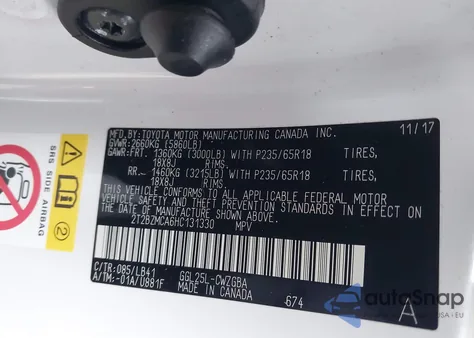 MFD.BY:TOYOTA MOTOR MANUFACTURING CANADA INC. 11/17
GVWR:2660KG (5860LB)
GAWR:FRT. 1360KG (3000LB) WITH P235/65R18 TIRES,
18X8J RIMS.
RR. 1460KG (3215LB) WITH P235/65R18 TIRES,
18X8J RIMS.
THIS VEHICLE CONFORMS TO ALL APPLICABLE FEDERAL MOTOR
VEHICLE SAFETY AND THEFT PREVENTION STANDARDS IN EFFECT ON
THE DATE OF MANUFACTURE SHOWN ABOVE.
2T2BZMCA6HC131330 MPV
C/TR:085/LB41 GGL25L-CWZGBA
A/TM:-01A/U881F MADE IN CANADA 674 A
SRS SIDE AIRBAG
2
autoSnap